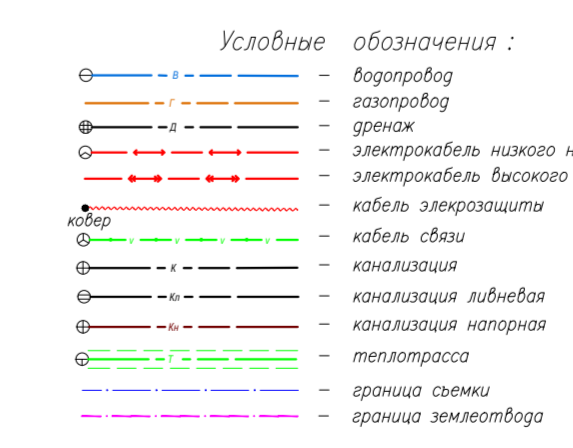 Условные обозначения :
В – водопровод
Г – газопровод
Д – дренаж
– электрокабель низкого
– электрокабель высокого
– кабель элекрозащиты
ковер
v v v v – кабель связи
К – канализация
Кл – канализация ливневая
Кн – канализация напорная
Т – теплотрасса
– граница сьемки
– граница землеотвода